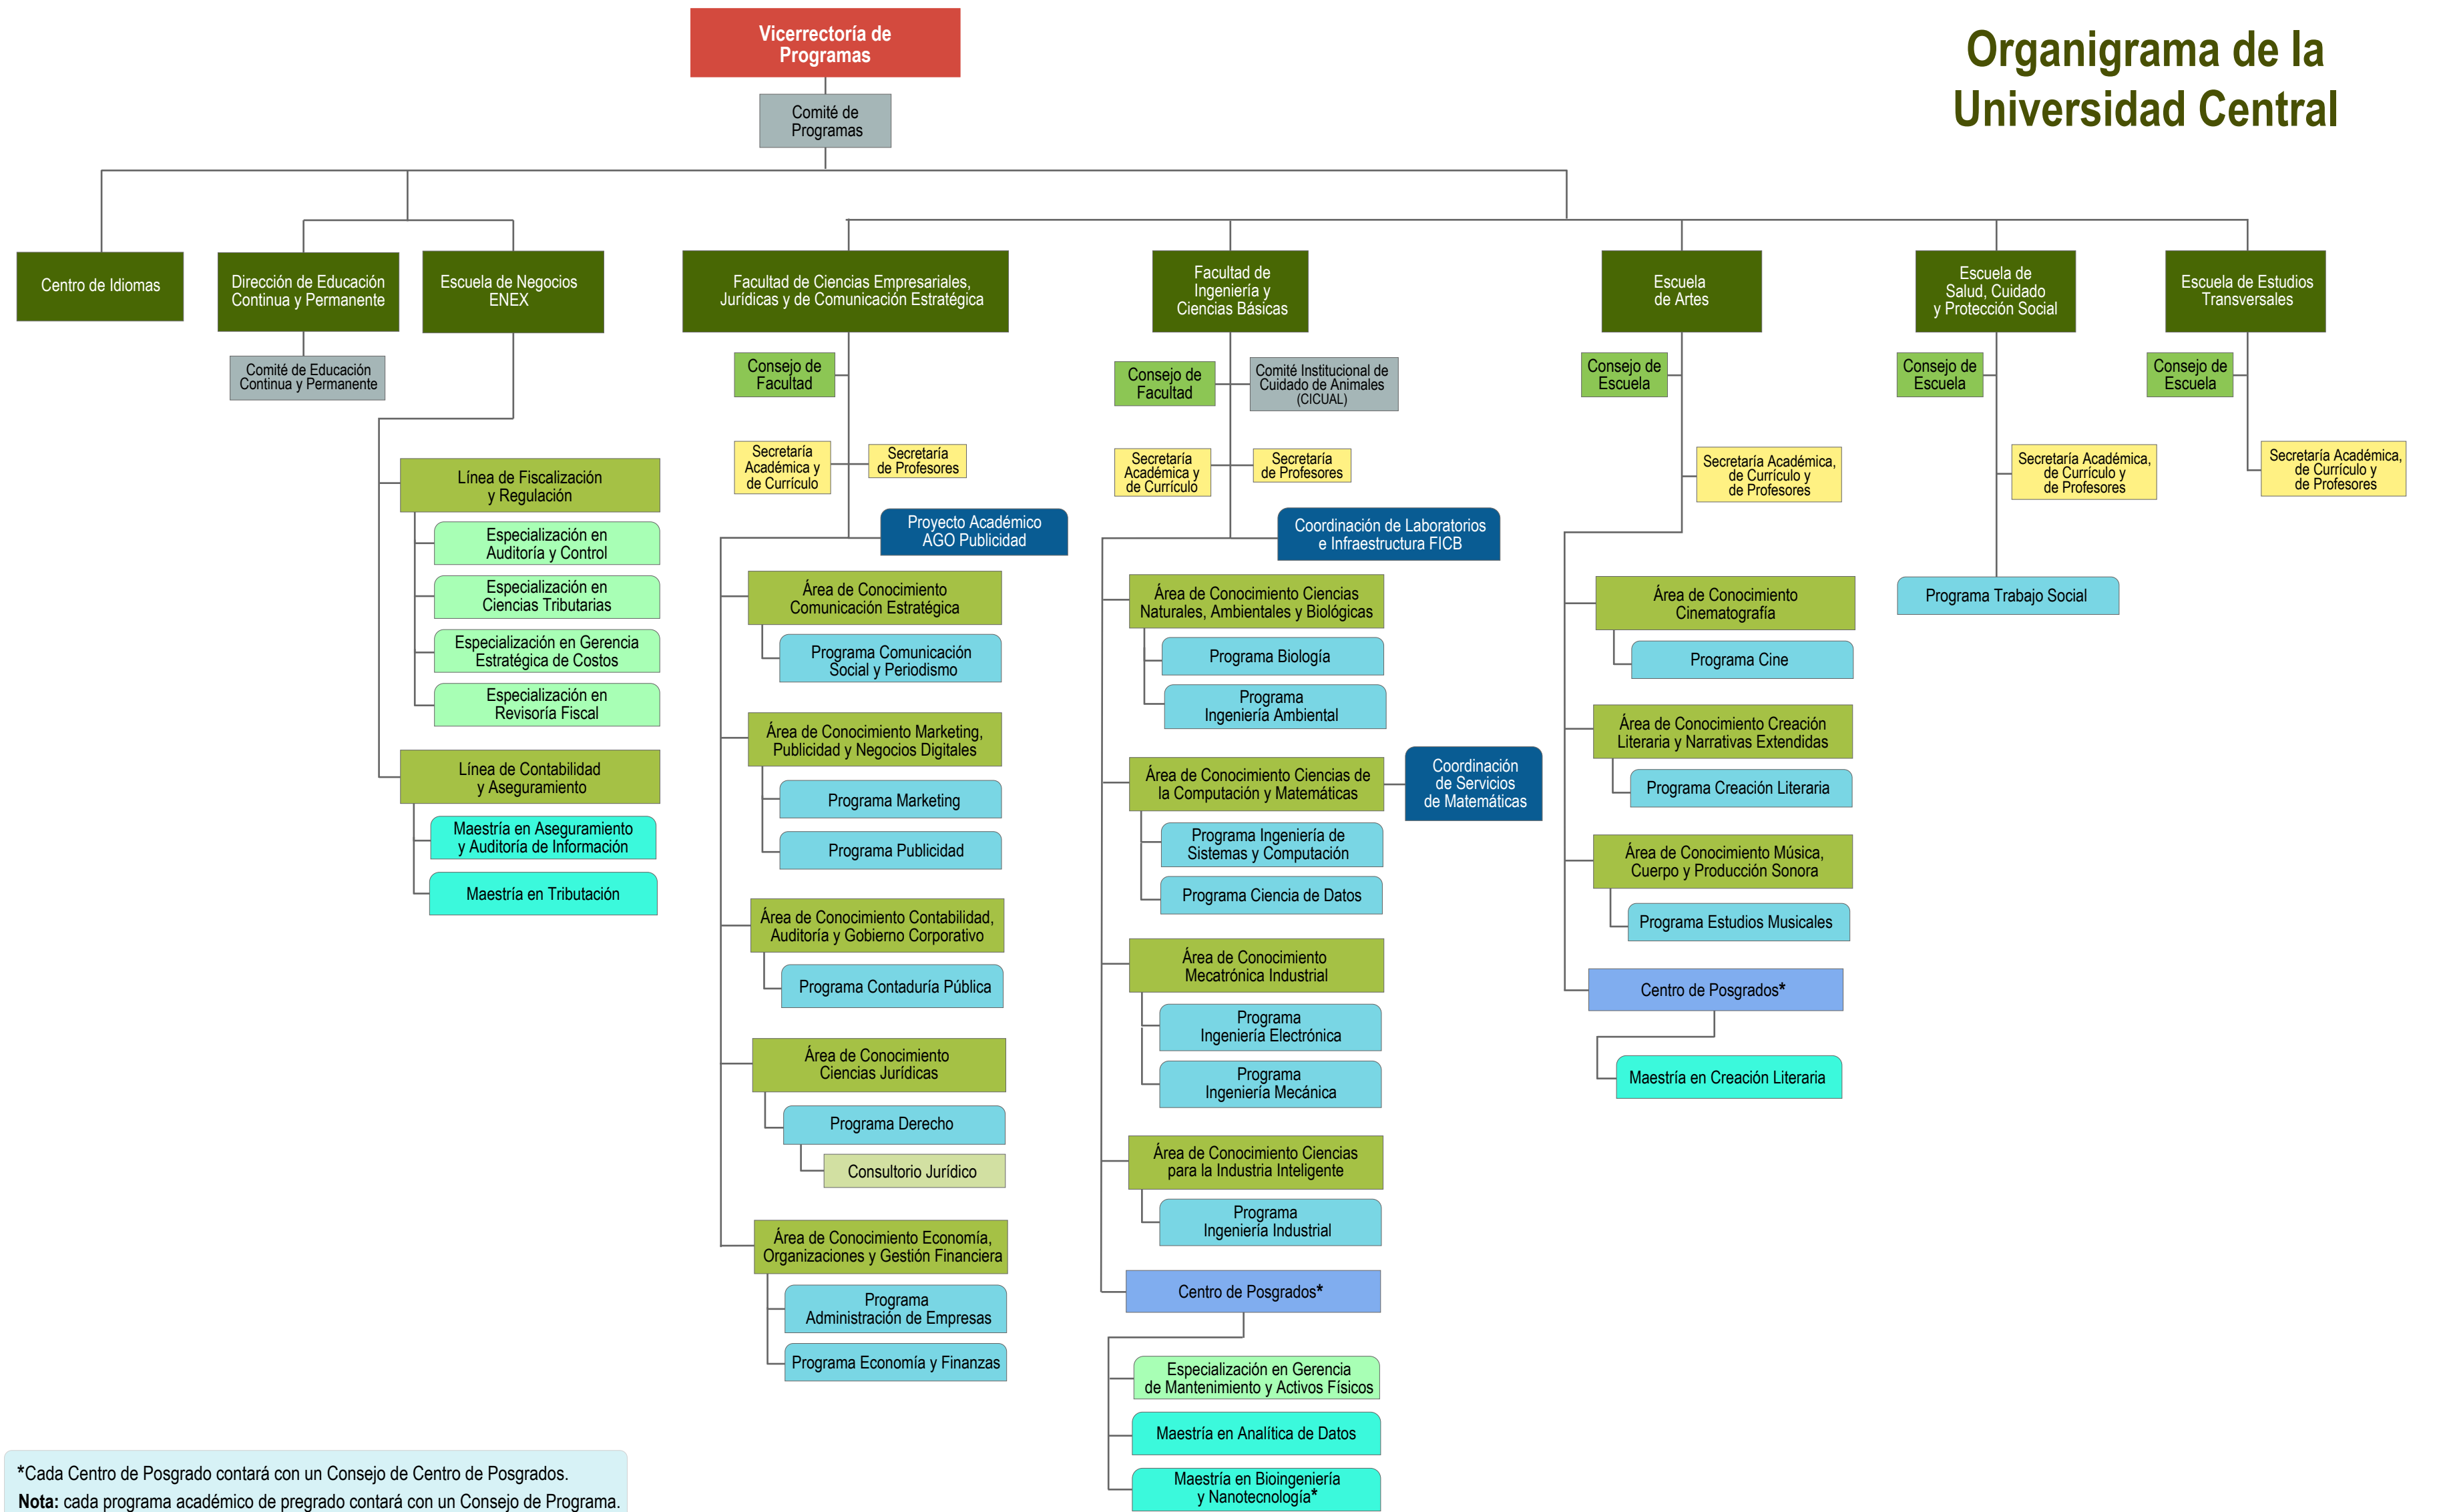 Vicerrectoría de
Programas
Organigrama de la
Universidad Central
Comité de
Programas
Centro de Idiomas
Dirección de Educación
Continua y Permanente
Comité de Educación
Continua y Permanente
Escuela de Negocios
ENEX
Línea de Fiscalización
y Regulación
Especialización en
Auditoría y Control
Especialización en
Ciencias Tributarias
Especialización en Gerencia
Estratégica de Costos
Especialización en
Revisoría Fiscal
Línea de Contabilidad
y Aseguramiento
Maestría en Aseguramiento
y Auditoría de Información
Maestría en Tributación
Facultad de Ciencias Empresariales,
Jurídicas y de Comunicación Estratégica
Consejo de
Facultad
Secretaría
Académica y
de Currículo
Secretaría
de Profesores
Proyecto Académico
AGO Publicidad
Área de Conocimiento
Comunicación Estratégica
Programa Comunicación
Social y Periodismo
Área de Conocimiento Marketing,
Publicidad y Negocios Digitales
Programa Marketing
Programa Publicidad
Área de Conocimiento Contabilidad,
Auditoría y Gobierno Corporativo
Programa Contaduría Pública
Área de Conocimiento
Ciencias Jurídicas
Programa Derecho
Consultorio Jurídico
Área de Conocimiento Economía,
Organizaciones y Gestión Financiera
Programa
Administración de Empresas
Programa Economía y Finanzas
Facultad de
Ingeniería y
Ciencias Básicas
Consejo de
Facultad
Comité Institucional de
Cuidado de Animales
(CICUAL)
Secretaría
Académica y
de Currículo
Secretaría
de Profesores
Coordinación de Laboratorios
e Infraestructura FICB
Área de Conocimiento Ciencias
Naturales, Ambientales y Biológicas
Programa Biología
Programa
Ingeniería Ambiental
Área de Conocimiento Ciencias de
la Computación y Matemáticas
Coordinación
de Servicios
de Matemáticas
Programa Ingeniería de
Sistemas y Computación
Programa Ciencia de Datos
Área de Conocimiento
Mecatrónica Industrial
Programa
Ingeniería Electrónica
Programa
Ingeniería Mecánica
Área de Conocimiento Ciencias
para la Industria Inteligente
Programa
Ingeniería Industrial
Centro de Posgrados*
Especialización en Gerencia
de Mantenimiento y Activos Físicos
Maestría en Analítica de Datos
Maestría en Bioingeniería
y Nanotecnología*
Escuela
de Artes
Consejo de
Escuela
Secretaría Académica,
de Currículo y
de Profesores
Área de Conocimiento
Cinematografía
Programa Cine
Área de Conocimiento Creación
Literaria y Narrativas Extendidas
Programa Creación Literaria
Área de Conocimiento Música,
Cuerpo y Producción Sonora
Programa Estudios Musicales
Centro de Posgrados*
Maestría en Creación Literaria
Escuela de
Salud, Cuidado
y Protección Social
Consejo de
Escuela
Secretaría Académica,
de Currículo y
de Profesores
Programa Trabajo Social
Escuela de Estudios
Transversales
Consejo de
Escuela
Secretaría Académica,
de Currículo y
de Profesores
*Cada Centro de Posgrado contará con un Consejo de Centro de Posgrados.
Nota: cada programa académico de pregrado contará con un Consejo de Programa.